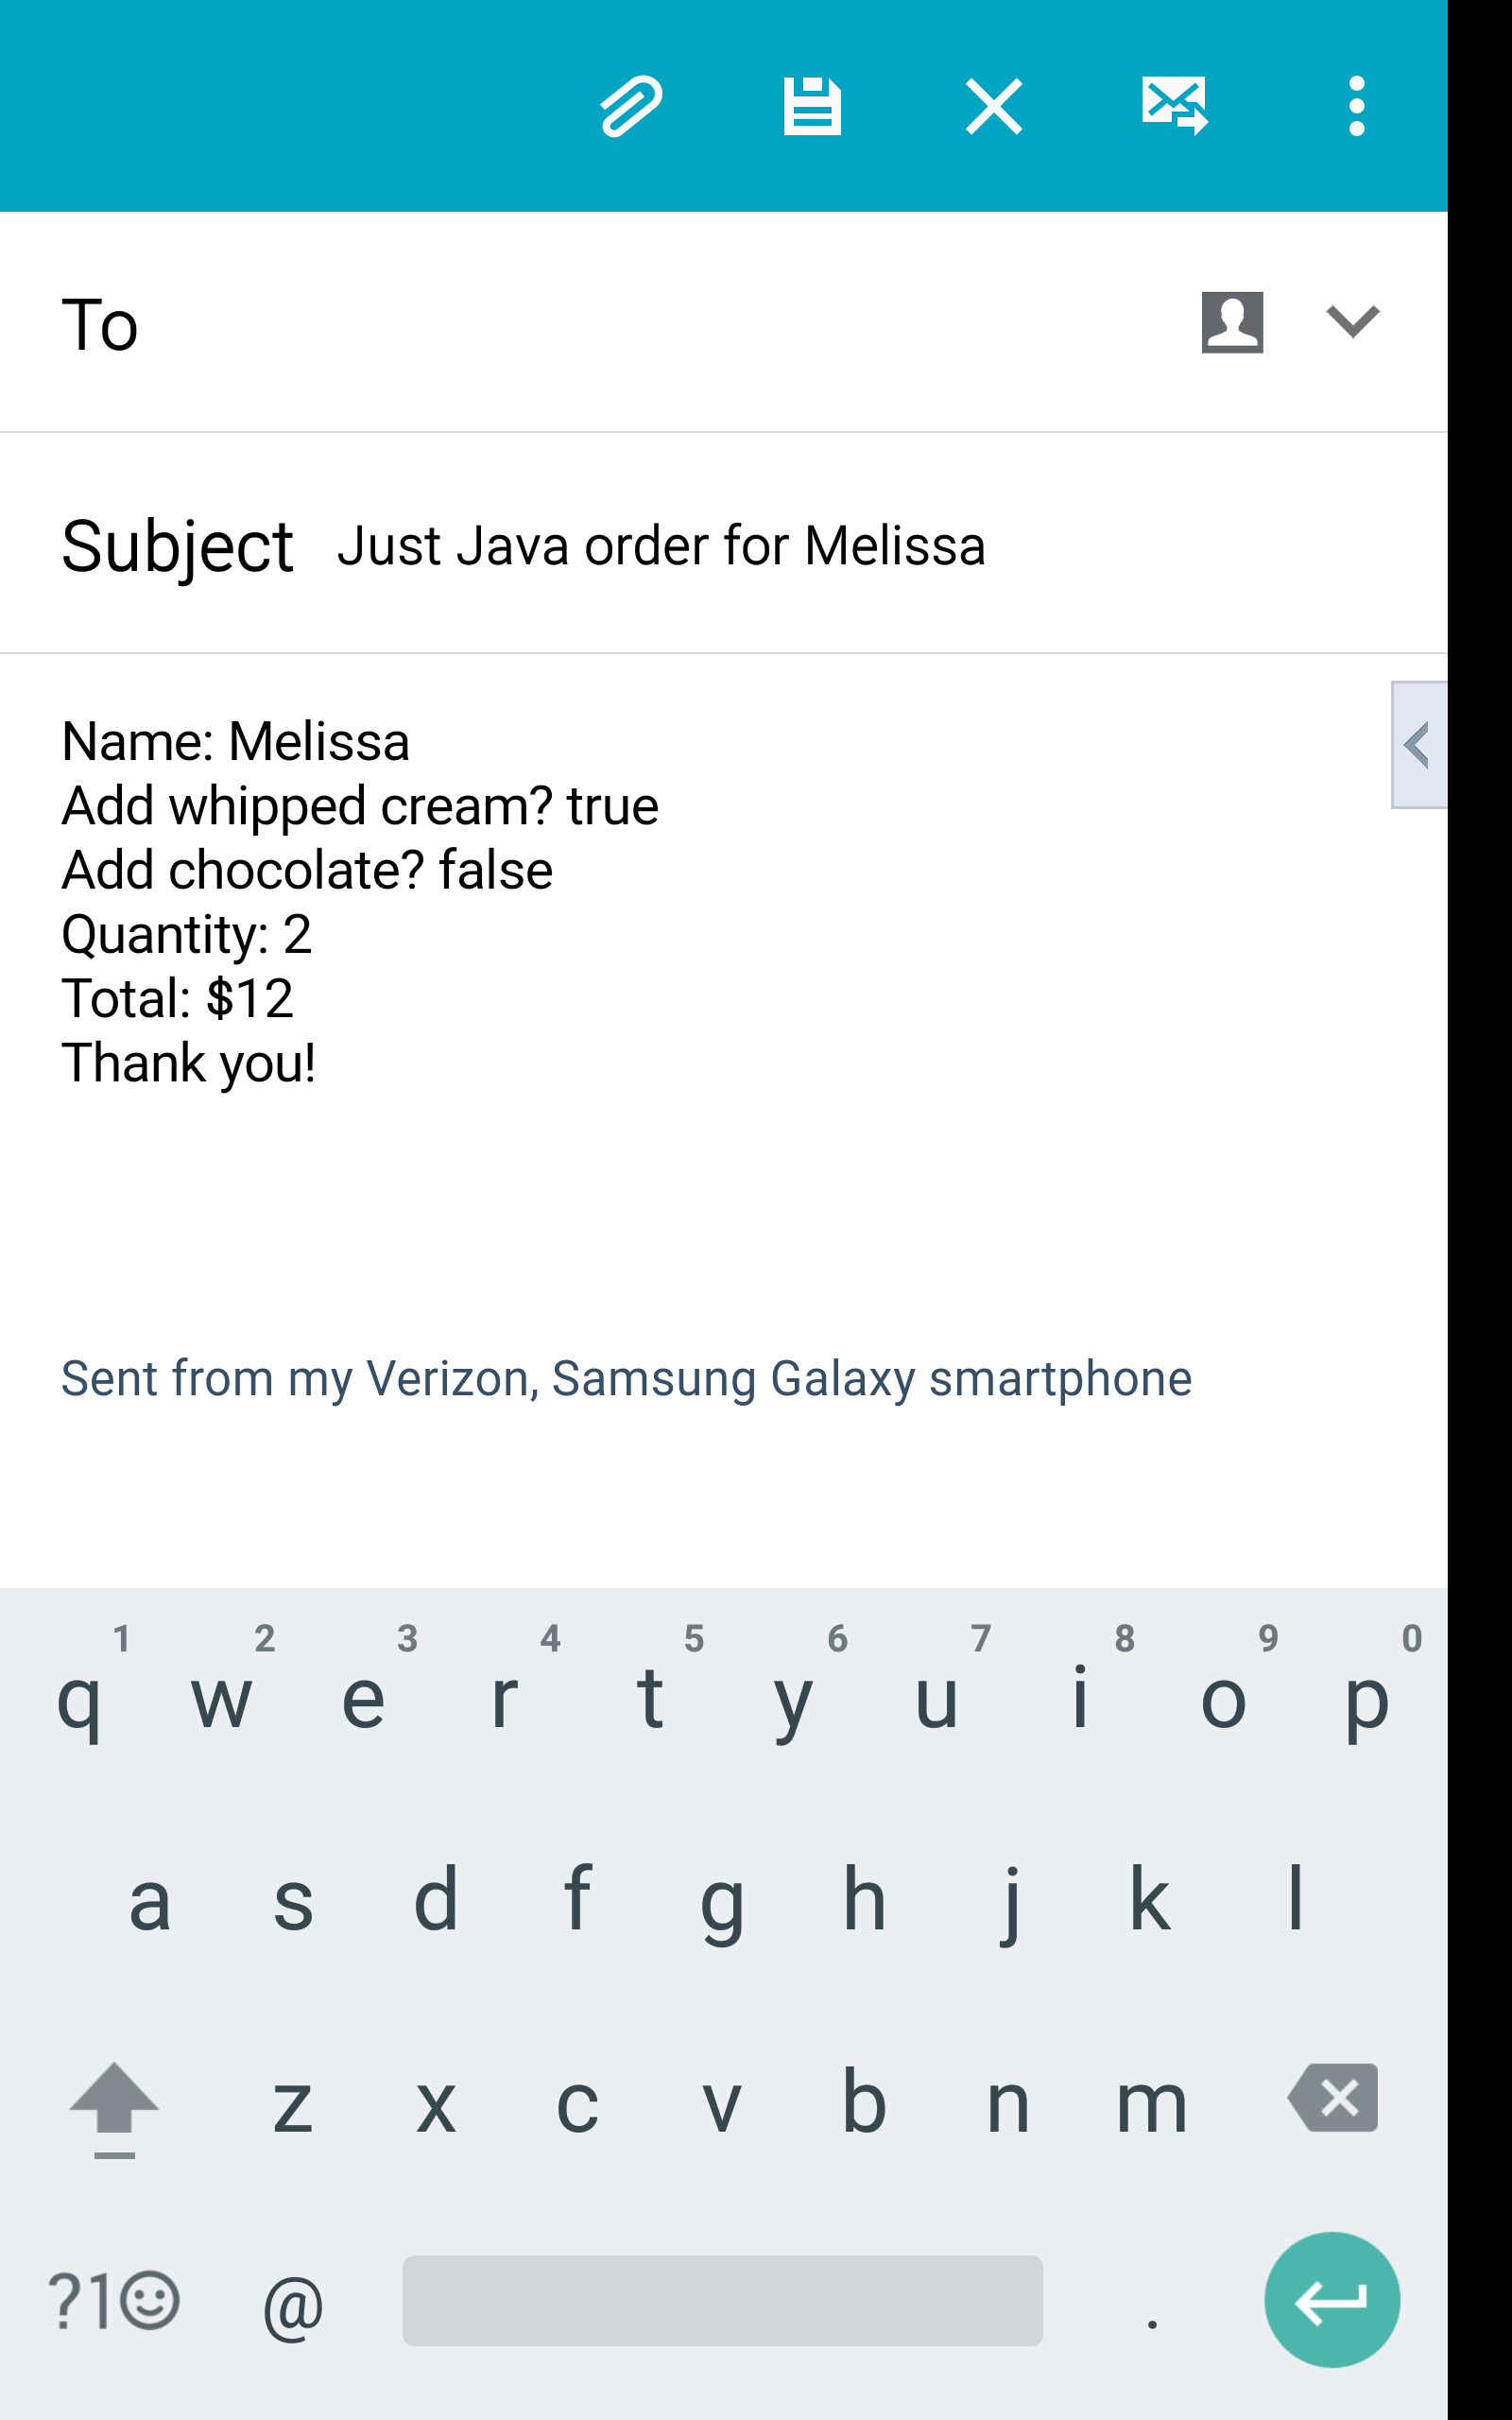 To
Subject Just Java order for Melissa
Name: Melissa
Add whipped cream? true
Add chocolate? false
Quantity: 2
Total: $12
Thank you!
Sent from my Verizon, Samsung Galaxy smartphone
1 2 3 4 5 6 7 8 9 0
q w e r t y u i o p
a s d f g h j k l
z x c v b n m
?1☺ @ .